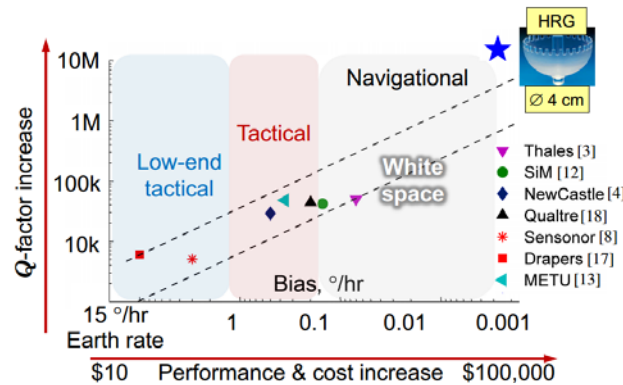 HRG
Ø 4 cm
Q-factor increase
10M
1M
100k
10k
1
Low-end
tactical
Tactical
Navigational
White
space
Bias, °/hr
Thales [3]
SiM [12]
NewCastle [4]
Qualtre [18]
Sensonor [8]
Drapers [17]
METU [13]
15 °/hr
Earth rate
1
0.1
0.01
0.001
$10
Performance & cost increase
$100,000